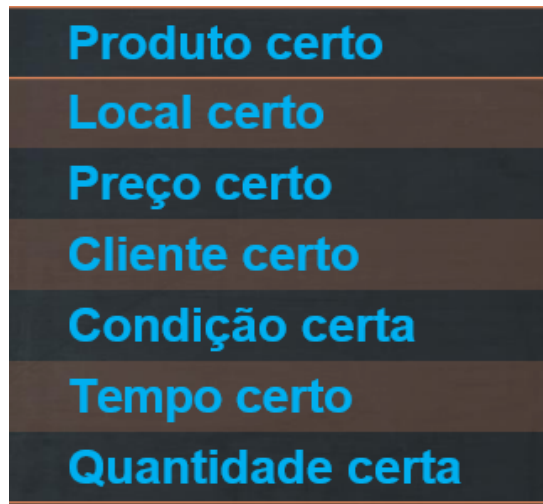 Produto certo
Local certo
Preço certo
Cliente certo
Condição certa
Tempo certo
Quantidade certa